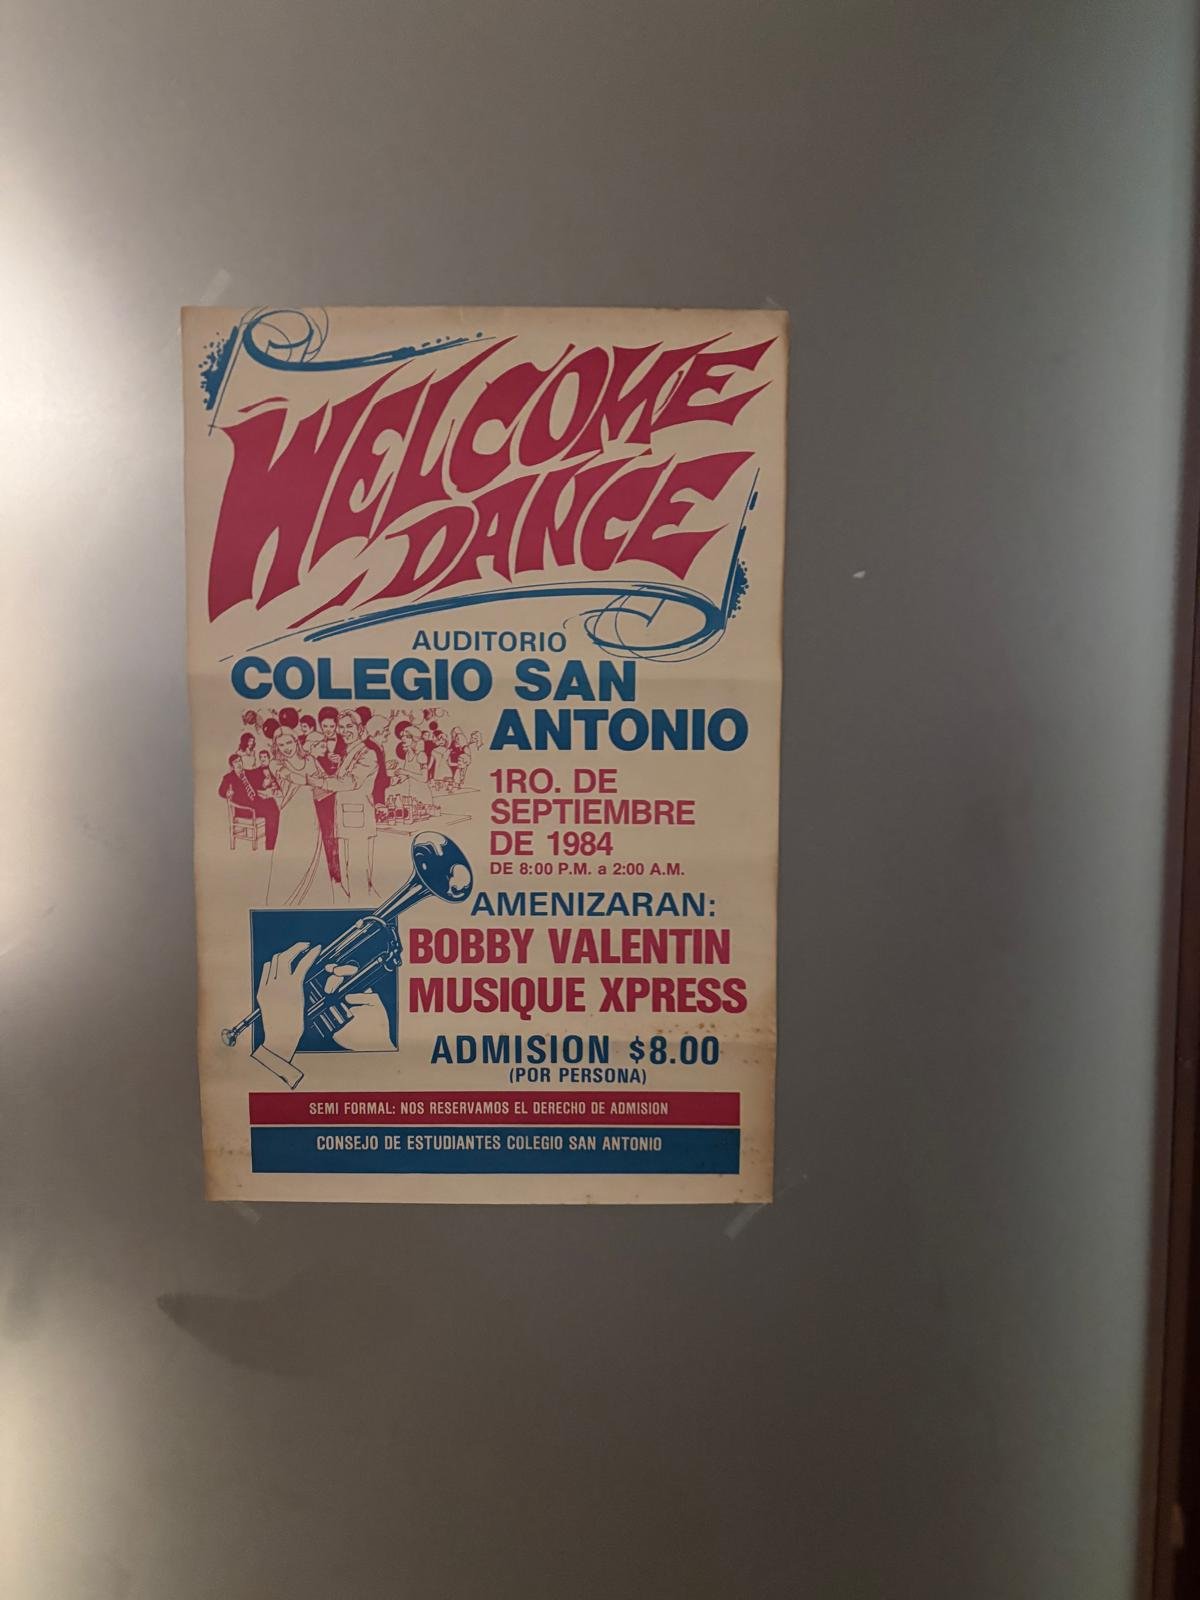 WELCOME
DANCE
AUDITORIO
COLEGIO SAN
ANTONIO
1RO. DE
SEPTIEMBRE
DE 1984
DE 8:00 P.M. a 2:00 A.M.
AMENIZARAN:
BOBBY VALENTIN
MUSIQUE XPRESS
ADMISION $8.00
(POR PERSONA)
SEMI FORMAL: NOS RESERVAMOS EL DERECHO DE ADMISION
CONSEJO DE ESTUDIANTES COLEGIO SAN ANTONIO